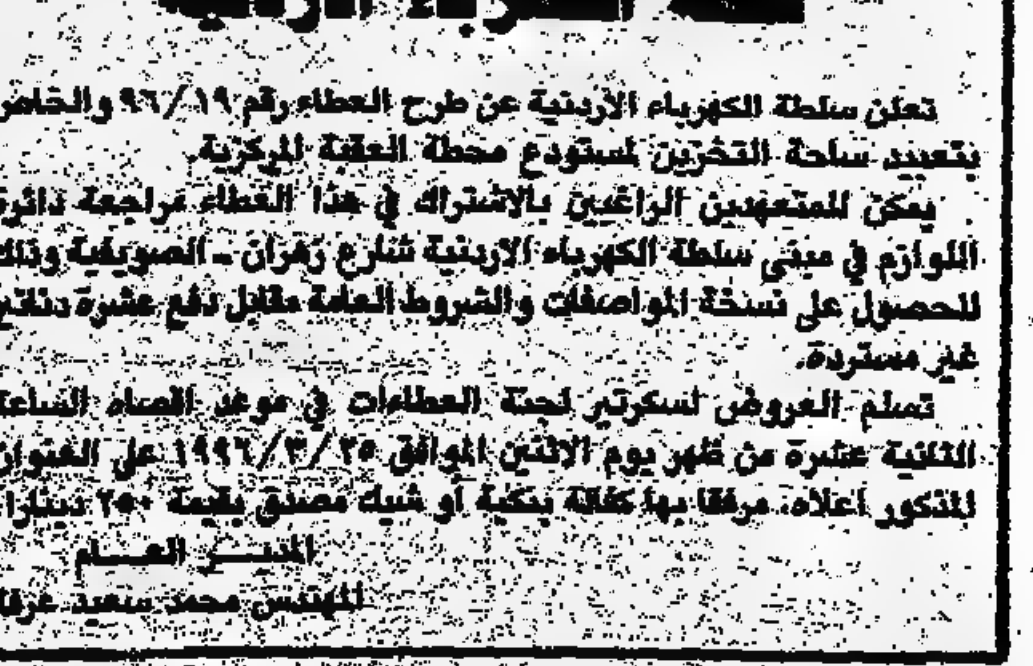 تعلن سلطة الكهرباء الاردنية عن طرح العطاء رقم ٩٦/١٩ والخاص
بتعبيد ساحة التخزين لمستودع محطة العقبة المركزية.
يمكن للمتعهدين الراغبين بالاشتراك في هذا العطاء مراجعة دائرة
اللوازم في مبنى سلطة الكهرباء الاردنية شارع زهران - الصويفية وذلك
للحصول على نسخة المواصفات والشروط العامة مقابل دفع عشرة دنانير
غير مستردة.
تسلم العروض لسكرتير لجنة العطاءات في موعد اقصاه الساعة
الثانية عشرة من ظهر يوم الاثنين الموافق ١٩٩٦/٣/٢٥ على العنوان
المذكور اعلاه. مرفقا بها كفالة بنكية أو شيك مصدق بقيمة ٢٥٠ دينارا
المديـــر العـــام
المهندس محمد سعيد